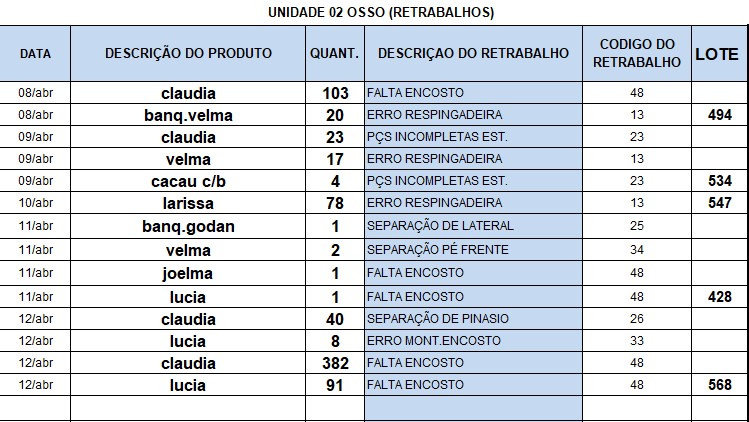 UNIDADE 02 OSSO (RETRABALHOS)
DATA DESCRIÇÃO DO PRODUTO QUANT. DESCRIÇAO DO RETRABALHO CODIGO DO RETRABALHO LOTE
08/abr claudia 103 FALTA ENCOSTO 48
08/abr banq.velma 20 ERRO RESPINGADEIRA 13 494
09/abr claudia 23 PÇS INCOMPLETAS EST. 23
09/abr velma 17 ERRO RESPINGADEIRA 13
09/abr cacau c/b 4 PÇS INCOMPLETAS EST. 23 534
10/abr larissa 78 ERRO RESPINGADEIRA 13 547
11/abr banq.godan 1 SEPARAÇÃO DE LATERAL 25
11/abr velma 2 SEPARAÇÃO PÉ FRENTE 34
11/abr joelma 1 FALTA ENCOSTO 48
11/abr lucia 1 FALTA ENCOSTO 48 428
12/abr claudia 40 SEPARAÇÃO DE PINASIO 26
12/abr lucia 8 ERRO MONT.ENCOSTO 33
12/abr claudia 382 FALTA ENCOSTO 48
12/abr lucia 91 FALTA ENCOSTO 48 568